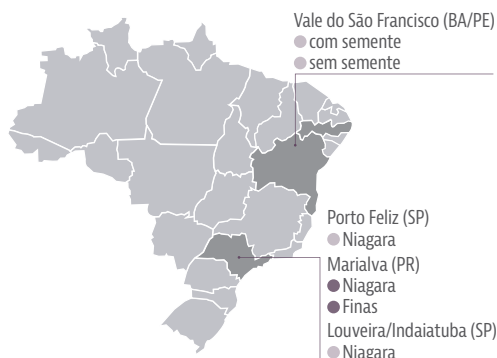 Vale do São Francisco (BA/PE)
com semente
sem semente
Porto Feliz (SP)
Niagara
Marialva (PR)
Niagara
Finas
Louveira/Indaiatuba (SP)
Niagara